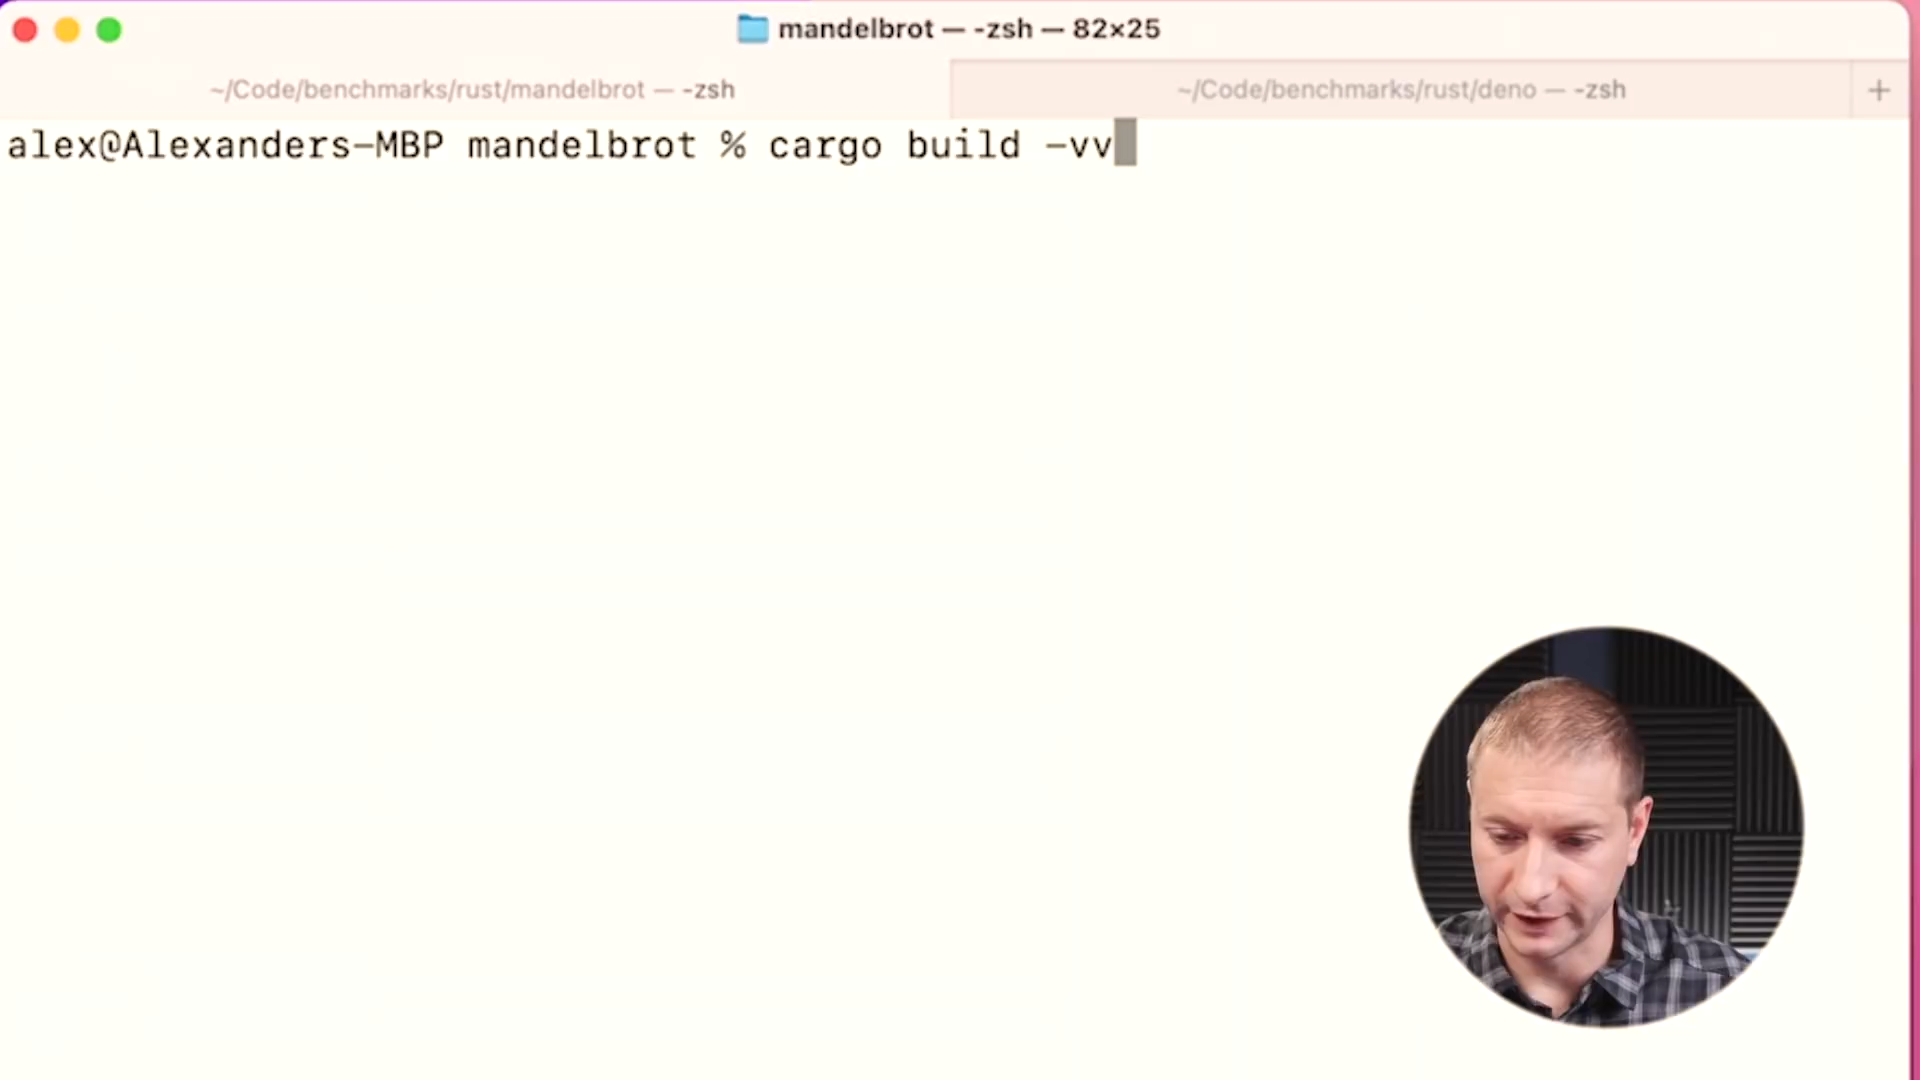 mandelbrot — -zsh — 82×25
~/Code/benchmarks/rust/mandelbrot — -zsh
~/Code/benchmarks/rust/deno — -zsh
+
alex@Alexanders-MBP mandelbrot % cargo build -vv